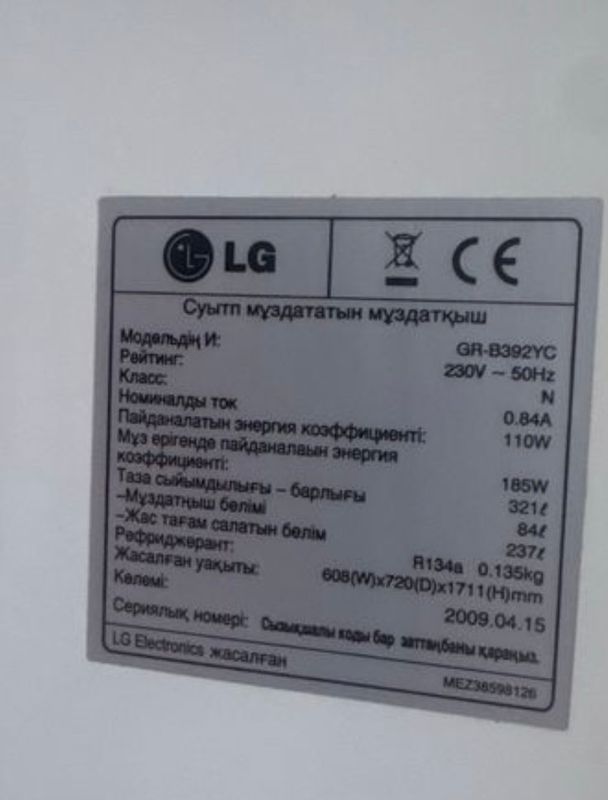 LG CE
Суытп мұздататын мұздатқыш
Модельдің И: GR-B392YC
Рейтинг: 230V ~ 50Hz
Класс: N
Номиналды ток 0.84A
Пайдаланатын энергия коэффициенті: 110W
Мұз ерігенде пайдаланаын энергия
коэффициенті: 185W
Таза сыйымдылығы – барлығы 321ℓ
–Мұздатңыш бөлімі 84ℓ
–Жас тағам салатын бөлім 237ℓ
Рефриджерант: R134a 0.135kg
Жасалған уақыты: 608(W)x720(D)x1711(H)mm
Көлемі: 2009.04.15
Сериялық номері: Сызықшалы коды бар заттаңбаны қараңыз.
LG Electronics жасалған MEZ38598126